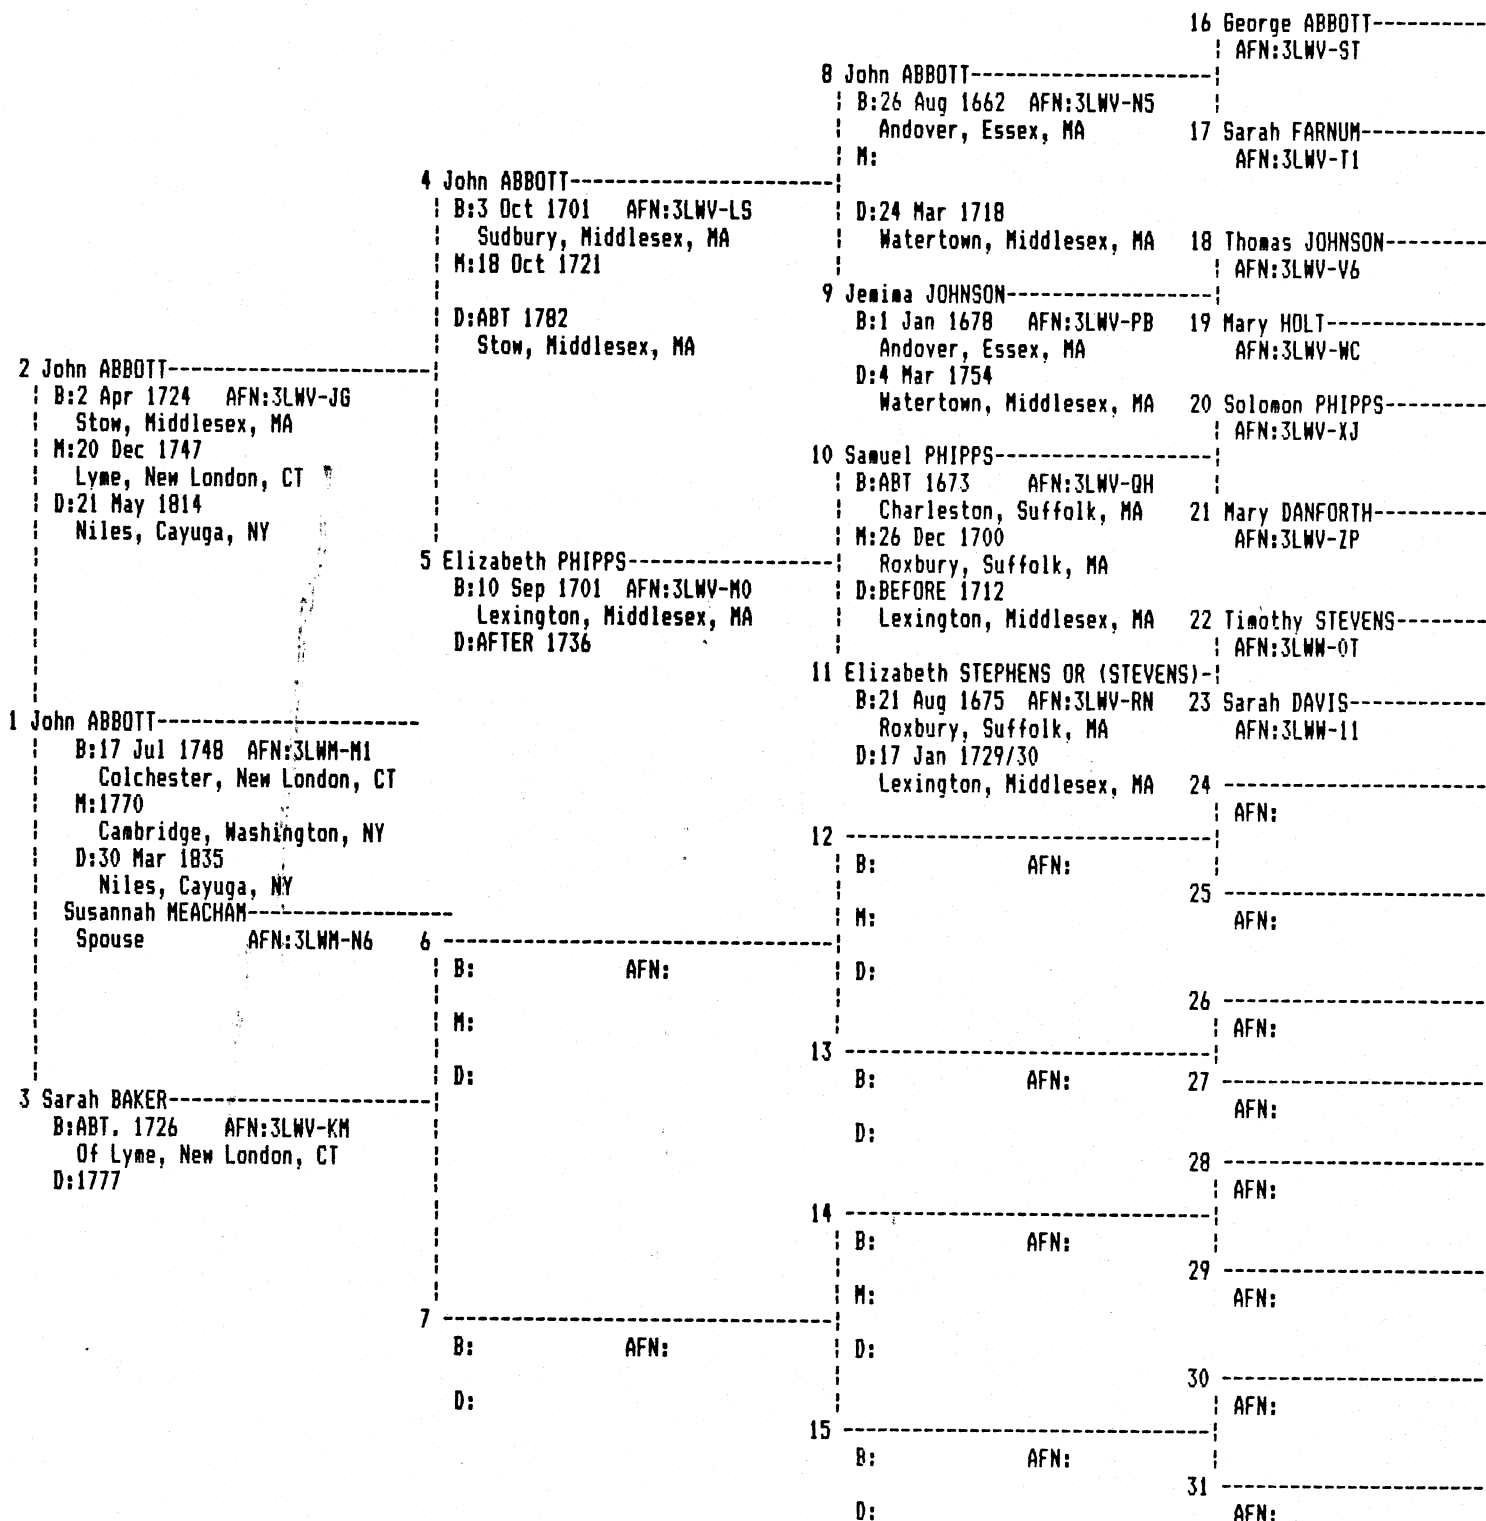 16 George ABBOTT
AFN:3LWV-ST
8 John ABBOTT
B:26 Aug 1662 AFN:3LWV-N5
Andover, Essex, MA
17 Sarah FARNUM
M:
AFN:3LWV-T1
4 John ABBOTT
B:3 Oct 1701 AFN:3LWV-LS
D:24 Mar 1718
Sudbury, Middlesex, MA
Watertown, Middlesex, MA
18 Thomas JOHNSON
M:18 Oct 1721
AFN:3LWV-V6
9 Jemima JOHNSON
D:ABT 1782
B:1 Jan 1678 AFN:3LWV-PB
19 Mary HOLT
Stow, Middlesex, MA
Andover, Essex, MA
AFN:3LWV-WC
2 John ABBOTT
D:4 Mar 1754
B:2 Apr 1724 AFN:3LWV-JG
Watertown, Middlesex, MA
20 Solomon PHIPPS
Stow, Middlesex, MA
AFN:3LWV-XJ
M:20 Dec 1747
10 Samuel PHIPPS
Lyme, New London, CT
B:ABT 1673 AFN:3LWV-QH
D:21 May 1814
Charleston, Suffolk, MA
21 Mary DANFORTH
Niles, Cayuga, NY
M:26 Dec 1700
AFN:3LWV-ZP
5 Elizabeth PHIPPS
Roxbury, Suffolk, MA
B:10 Sep 1701 AFN:3LWV-M0
D:BEFORE 1712
Lexington, Middlesex, MA
Lexington, Middlesex, MA
22 Timothy STEVENS
D:AFTER 1736
AFN:3LWW-0T
11 Elizabeth STEPHENS OR (STEVENS)
B:21 Aug 1675 AFN:3LWV-RN
23 Sarah DAVIS
1 John ABBOTT
Roxbury, Suffolk, MA
AFN:3LWW-11
B:17 Jul 1748 AFN:3LWM-M1
D:17 Jan 1729/30
Colchester, New London, CT
Lexington, Middlesex, MA
24
M:1770
AFN:
Cambridge, Washington, NY
12
D:30 Mar 1835
B: AFN:
Niles, Cayuga, NY
25
Susannah MEACHAM
M:
AFN:
Spouse AFN:3LWM-N6
6
B: AFN:
D:
26
M:
AFN:
13
D:
B: AFN:
27
3 Sarah BAKER
AFN:
B:ABT. 1726 AFN:3LWV-KM
D:
Of Lyme, New London, CT
28
D:1777
AFN:
14
B: AFN:
29
M:
AFN:
7
B: AFN:
D:
30
D:
AFN:
15
B: AFN:
31
D:
AFN: